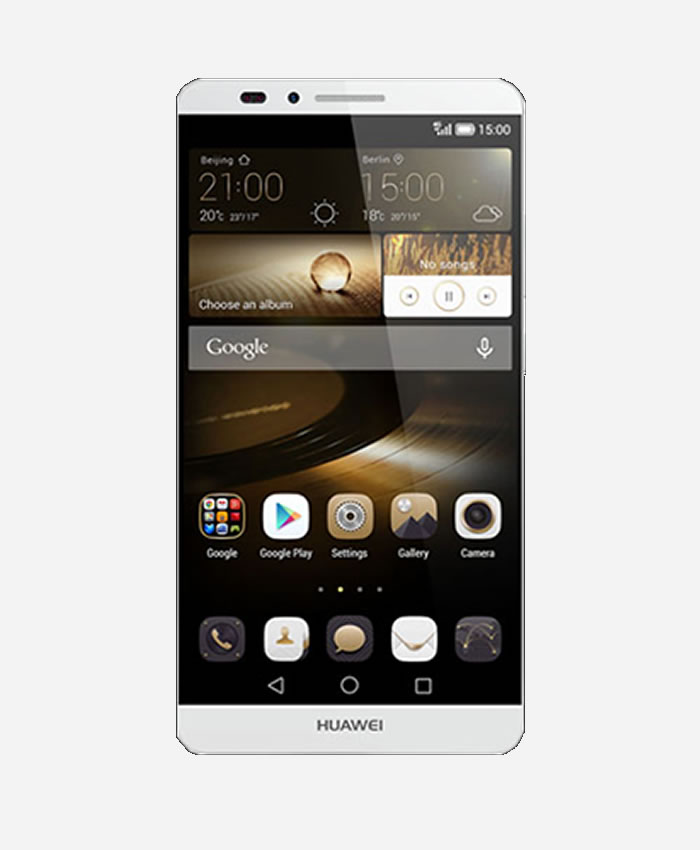 15:00
Beijing
Berlin
21:00
15:00
20°c 23°/17°
18°c 20°/15°
No songs
Choose an album
Google
Google
Google Play
Settings
Gallery
Camera
HUAWEI